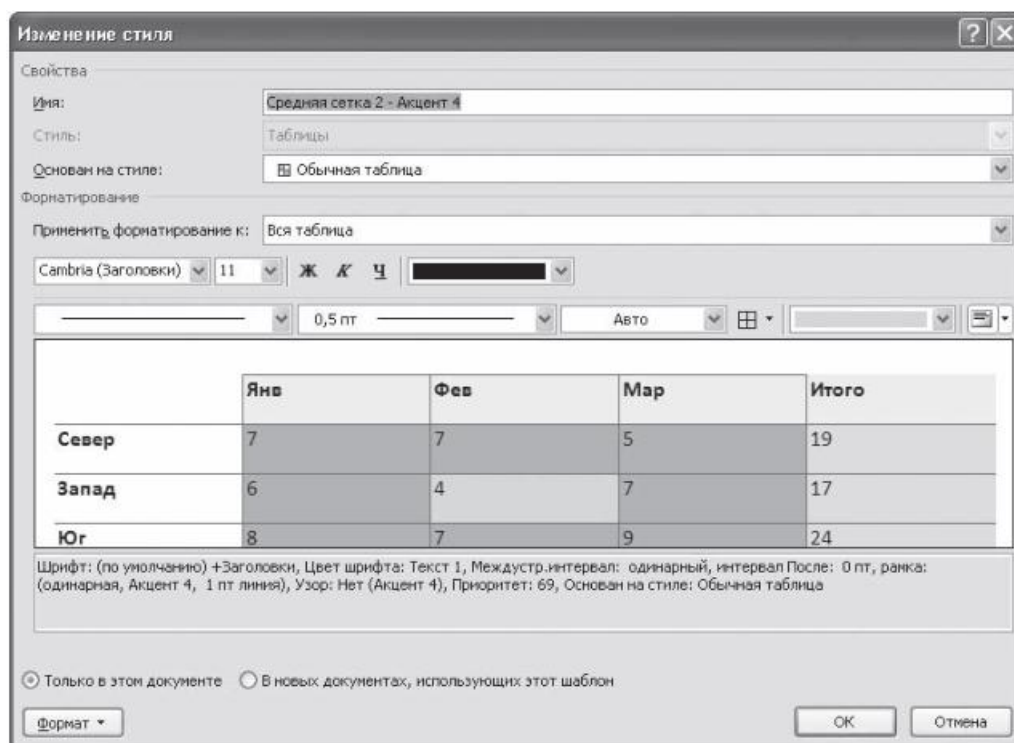 Изменение стиля
Свойства
Имя: Средняя сетка 2 - Акцент 4
Стиль: Таблицы
Основан на стиле: Обычная таблица
Форматирование
Применить форматирование к: Вся таблица
Cambria (Заголовки) 11 Ж К Ч
0,5 пт Авто
Янв Фев Мар Итого
Север 7 7 5 19
Запад 6 4 7 17
Юг 8 7 9 24
Шрифт: (по умолчанию) +Заголовки, Цвет шрифта: Текст 1, Междустр.интервал: одинарный, интервал После: 0 пт, рамка:
(одинарная, Акцент 4, 1 пт линия), Узор: Нет (Акцент 4), Приоритет: 69, Основан на стиле: Обычная таблица
Только в этом документе В новых документах, использующих этот шаблон
Формат ОК Отмена